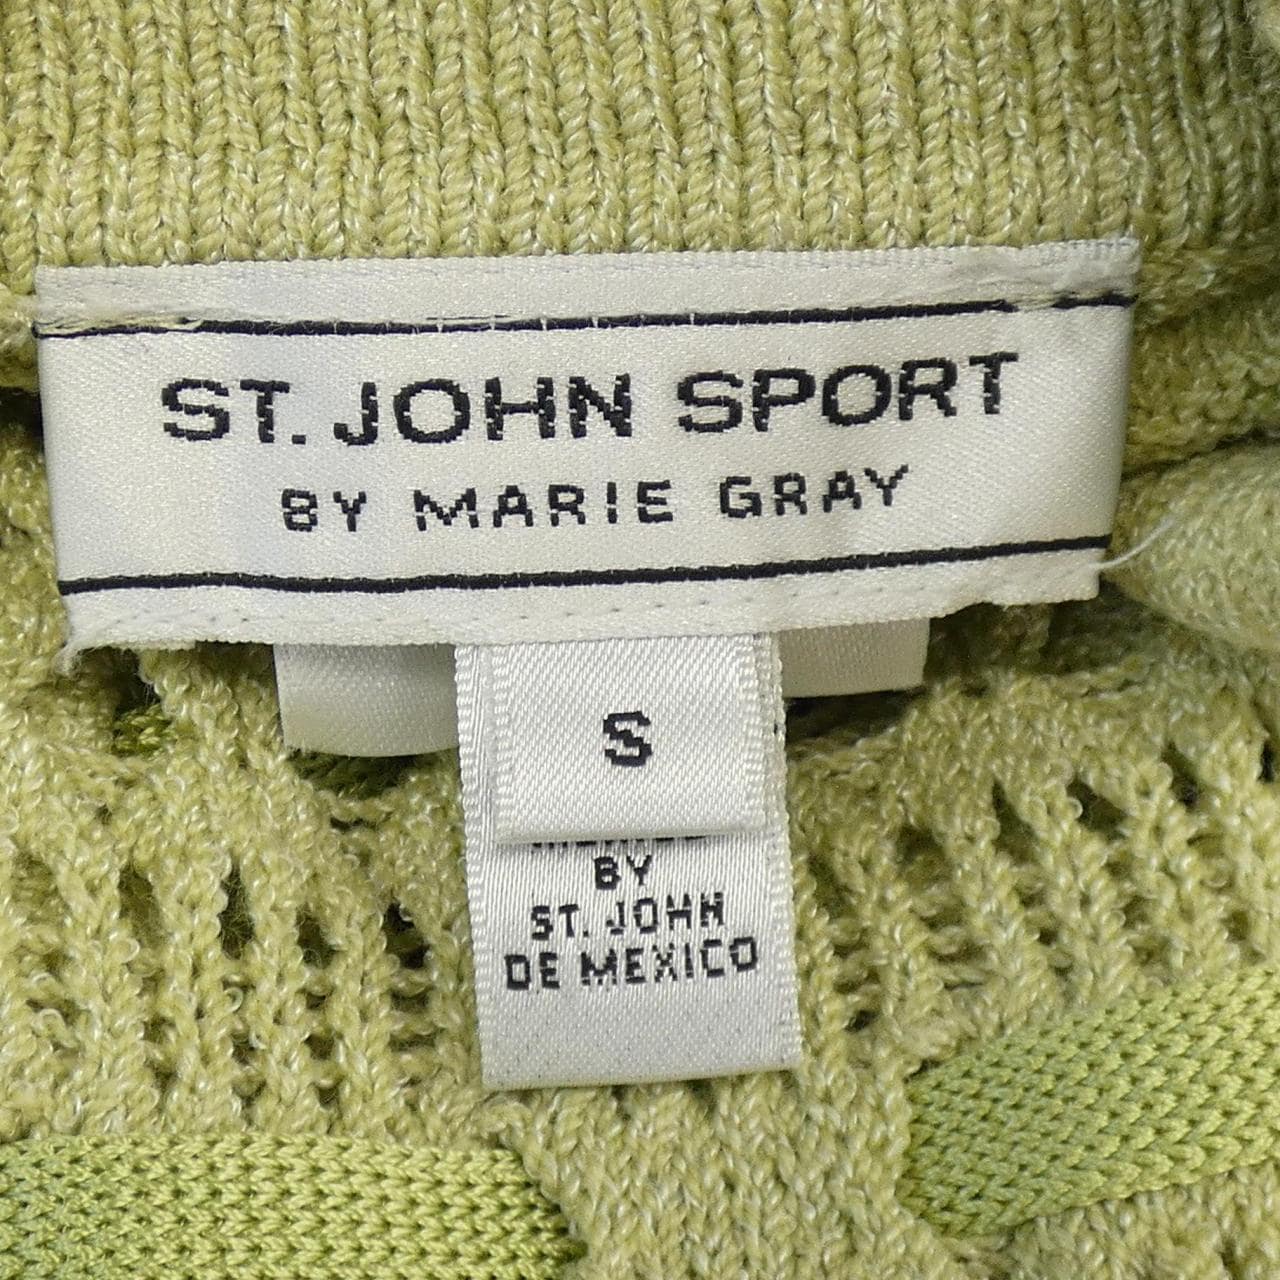 ST. JOHN SPORT
BY MARIE GRAY
S
BY
ST. JOHN
DE MEXICO